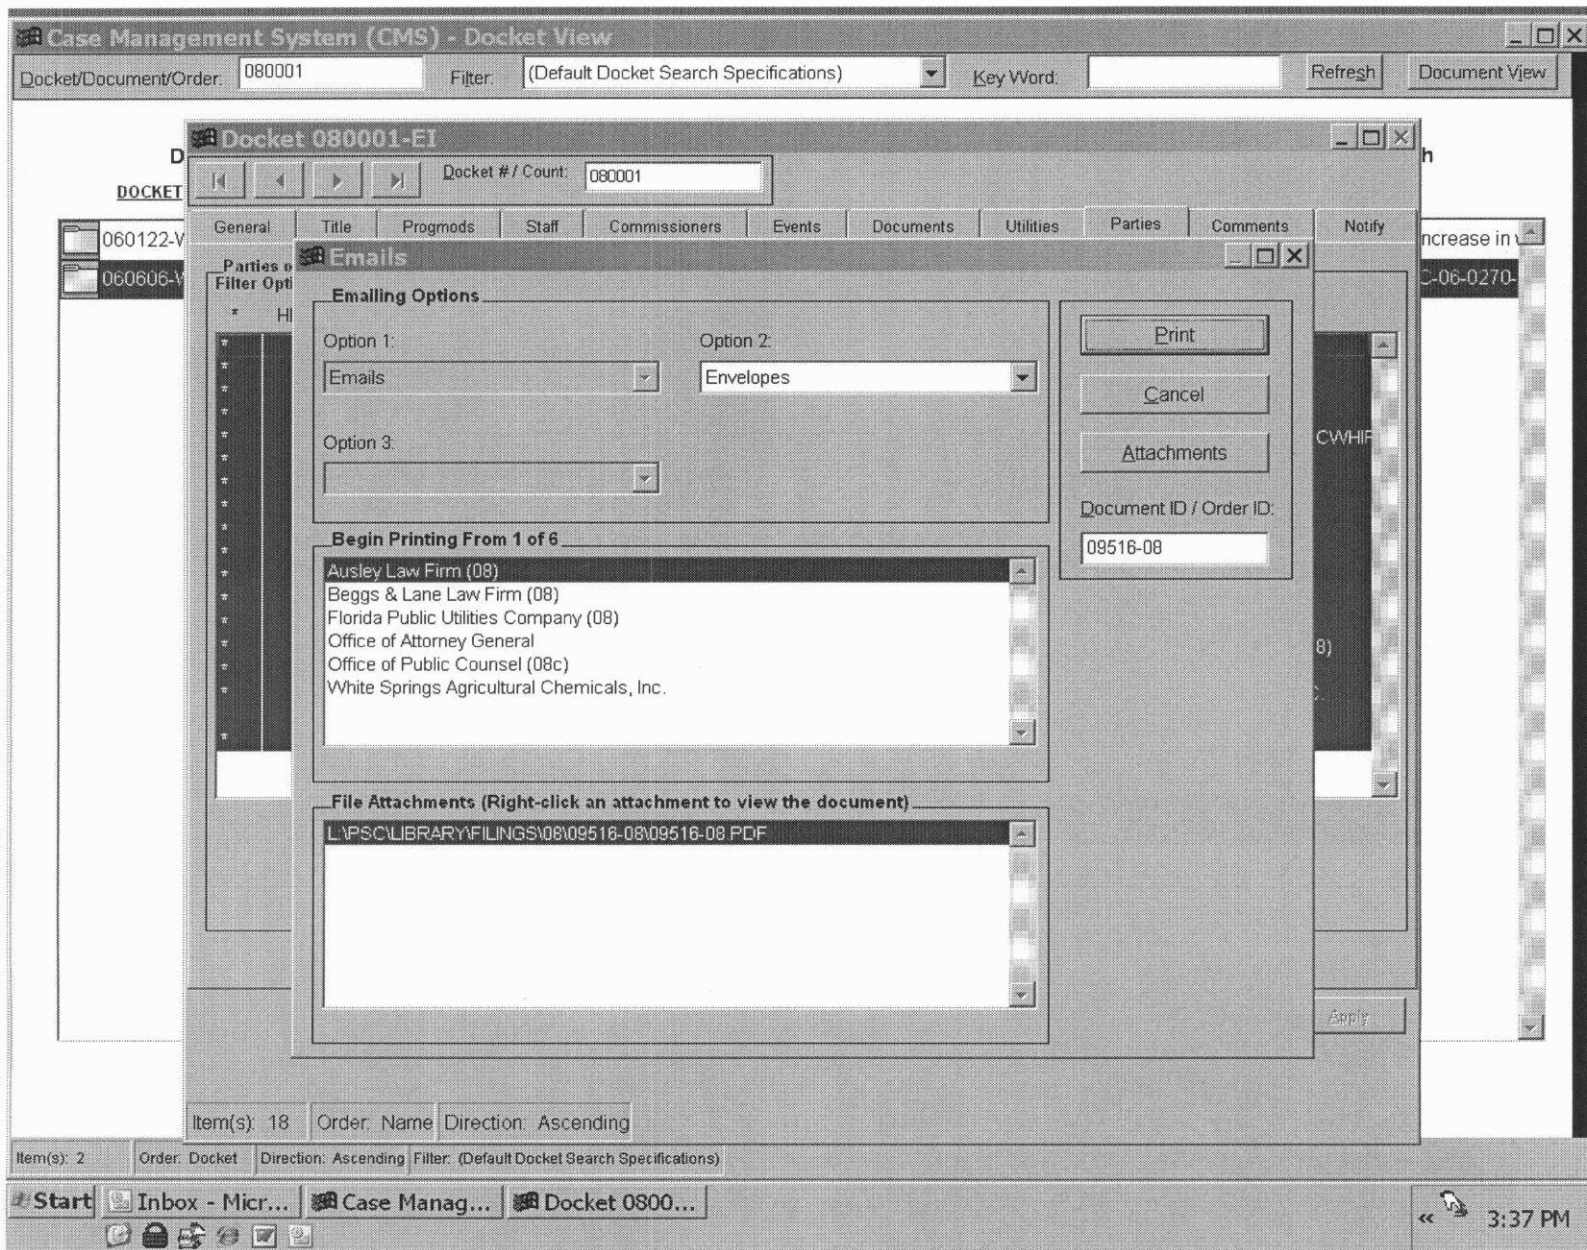 Case Management System (CMS) - Docket View
Docket/Document/Order: 080001 Filter: (Default Docket Search Specifications) Key Word: Refresh Document View
Docket 080001-EI
D h
DOCKET
Docket # / Count: 080001
General Title Progmods Staff Commissioners Events Documents Utilities Parties Comments Notify
060122-W ncrease in
060606-W C-06-0270-
Parties o
Filter Opti
* HI
Emails
Emailing Options
Option 1: Option 2:
Emails Envelopes
Option 3:
Print
Cancel
Attachments
Document ID / Order ID:
09516-08
CWHIF
8)
Begin Printing From 1 of 6
Ausley Law Firm (08)
Beggs & Lane Law Firm (08)
Florida Public Utilities Company (08)
Office of Attorney General
Office of Public Counsel (08c)
White Springs Agricultural Chemicals, Inc.
File Attachments (Right-click an attachment to view the document)
L:\PSC\LIBRARY\FILINGS\08\09516-08\09516-08.PDF
Apply
Item(s): 18 Order: Name Direction: Ascending
Item(s): 2 Order: Docket Direction: Ascending Filter: (Default Docket Search Specifications)
Start Inbox - Micr... Case Manag... Docket 0800...
« 3:37 PM